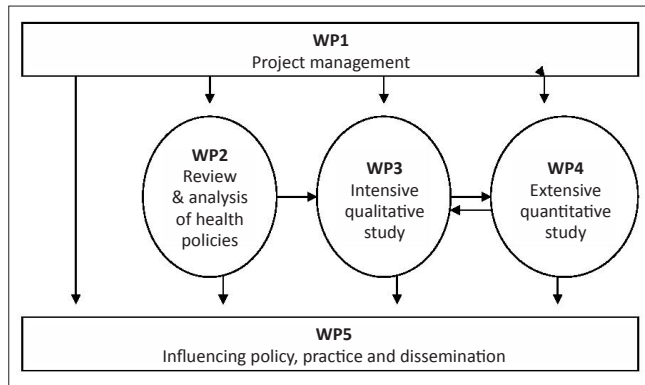 WP1
Project management
WP2
Review
& analysis
of health
policies
WP3
Intensive
qualitative
study
WP4
Extensive
quantitative
study
WP5
Influencing policy, practice and dissemination